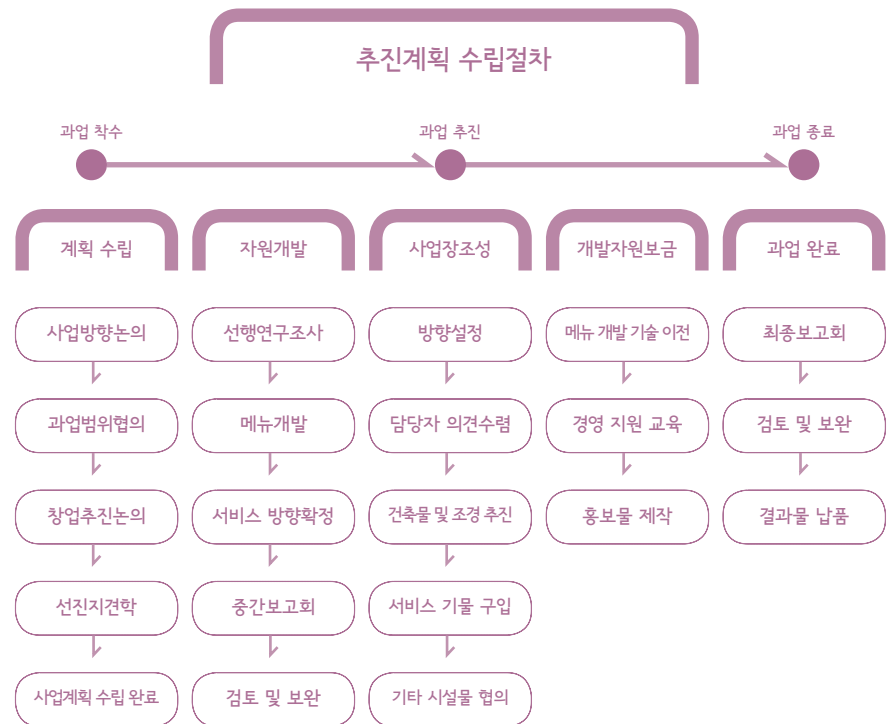 추진계획 수립절차
과업 착수
과업 추진
과업 종료
계획 수립
자원개발
사업장조성
개발자원보금
과업 완료
사업방향논의
선행연구조사
방향설정
메뉴 개발 기술 이전
최종보고회
과업범위협의
메뉴개발
담당자 의견수렴
경영 지원 교육
검토 및 보완
창업추진논의
서비스 방향확정
건축물 및 조경 추진
홍보물 제작
결과물 납품
선진지견학
중간보고회
서비스 기물 구입
사업계획 수립 완료
검토 및 보완
기타 시설물 협의